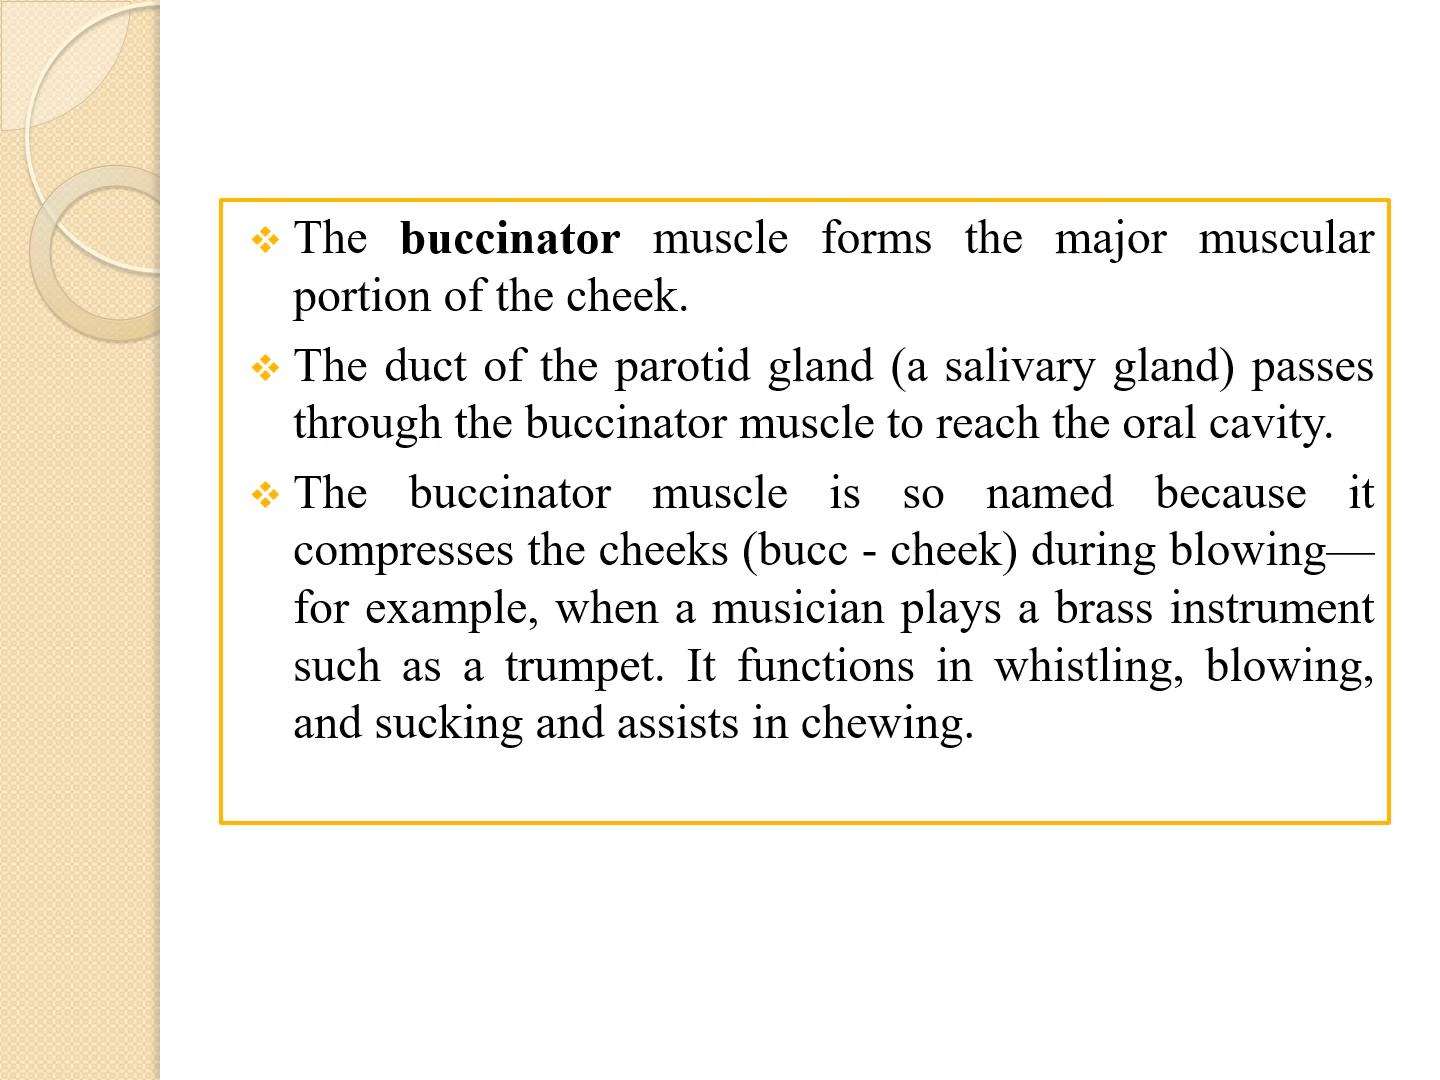 The buccinator muscle forms the major muscular
portion of the cheek.
The duct of the parotid gland (a salivary gland) passes
through the buccinator muscle to reach the oral cavity.
The buccinator muscle is so named because it
compresses the cheeks (bucc - cheek) during blowing—
for example, when a musician plays a brass instrument
such as a trumpet. It functions in whistling, blowing,
and sucking and assists in chewing.